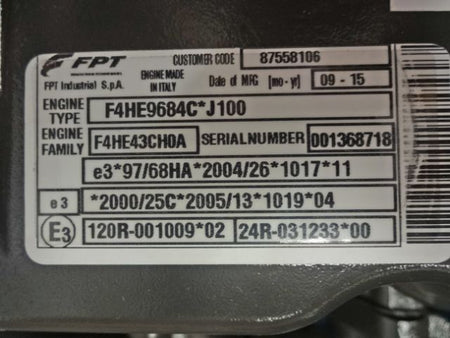 FPT CUSTOMER CODE 87558106
FPT Industrial S.p.A. ENGINE MADE IN ITALY Date of MFG [mo-yr] 09 - 15
ENGINE TYPE F4HE9684C*J100
ENGINE FAMILY F4HE43CH0A SERIALNUMBER 001368718
e3*97/68HA*2004/26*1017*11
e3 *2000/25C*2005/13*1019*04
E3 120R-001009*02 24R-031233*00